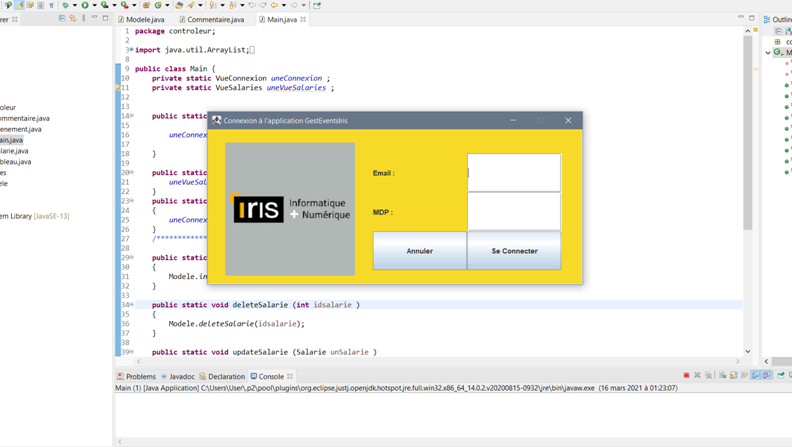 Modele.java Commentaire.java Main.java
Outlin
1 package controleur;
2
3 import java.util.ArrayList;
8
9 public class Main {
10 private static VueConnexion uneConnexion ;
11 private static VueSalaries uneVueSalaries ;
12
13
14 public static
15
16 uneConnex
17
18 }
19
20 public static
21 uneVueSal
22 }
23 public static
24 {
25 uneConnex
26 }
27 /************
28
29 public static
30 {
31 Modele.in
32 }
33
34 public static void deleteSalarie (int idsalarie )
35 {
36 Modele.deleteSalarie(idsalarie);
37 }
38
39 public static void updateSalarie (Salarie unSalarie )
oleur
ommentaire.java
enement.java
ain.java
larie.java
bleau.java
es
ele
em Library [JavaSE-13]
Connexion à l'application GestEventsIris
iris Informatique
+ Numérique
Email :
MDP :
Annuler Se Connecter
Problems Javadoc Declaration Console
Main (1) [Java Application] C:\Users\User\.p2\pool\plugins\org.eclipse.justj.openjdk.hotspot.jre.full.win32.x86_64_14.0.2.v20200815-0932\jre\bin\javaw.exe (16 mars 2021 à 01:23:07)